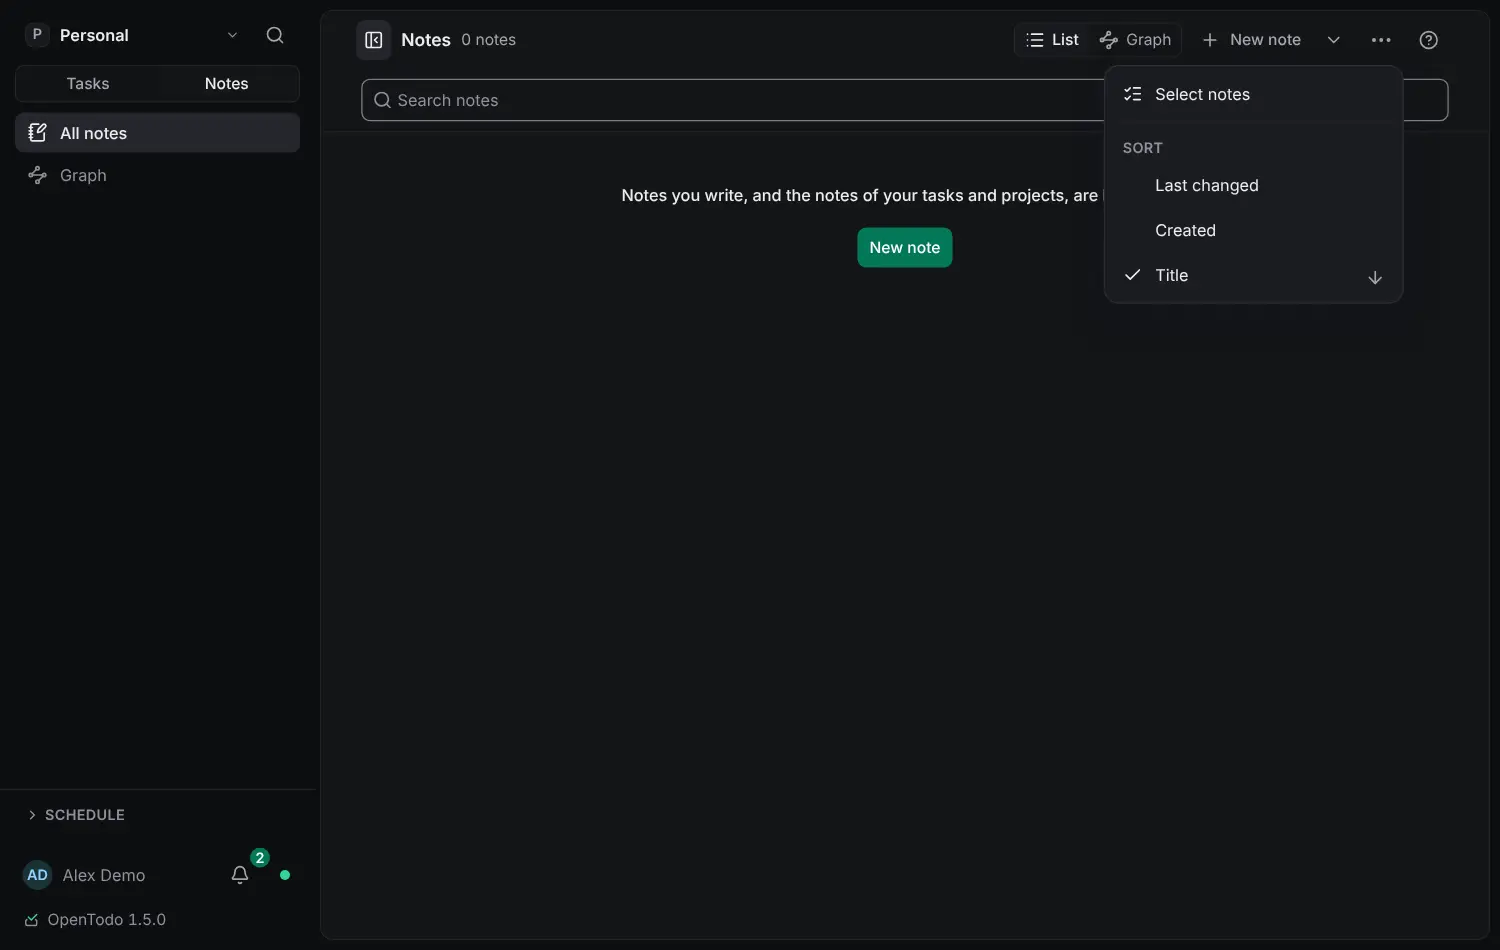 P Personal
Tasks Notes
All notes
Graph
Notes 0 notes
List Graph New note
Search notes
Select notes
SORT
Last changed
Created
Title
Notes you write, and the notes of your tasks and projects, are
New note
SCHEDULE
2
AD Alex Demo
OpenTodo 1.5.0